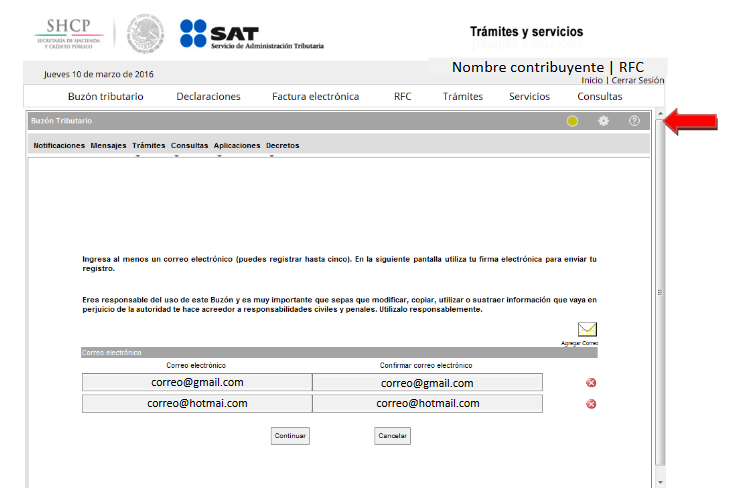 SHCP
SECRETARÍA DE HACIENDA
Y CRÉDITO PÚBLICO
SAT
Servicio de Administración Tributaria
Trámites y servicios
Jueves 10 de marzo de 2016
Nombre contribuyente | RFC
Inicio | Cerrar Sesión
Buzón tributario Declaraciones Factura electrónica RFC Trámites Servicios Consultas
Buzón Tributario
Notificaciones Mensajes Trámites Consultas Aplicaciones Decretos
Ingresa al menos un correo electrónico (puedes registrar hasta cinco). En la siguiente pantalla utiliza tu firma electrónica para enviar tu
registro.
Eres responsable del uso de este Buzón y es muy importante que sepas que modificar, copiar, utilizar o sustraer información que vaya en
perjuicio de la autoridad te hace acreedor a responsabilidades civiles y penales. Utilízalo responsablemente.
Agregar Correo
Correo electrónico
Correo electrónico Confirmar correo electrónico
correo@gmail.com correo@gmail.com
correo@hotmai.com correo@hotmail.com
Continuar Cancelar